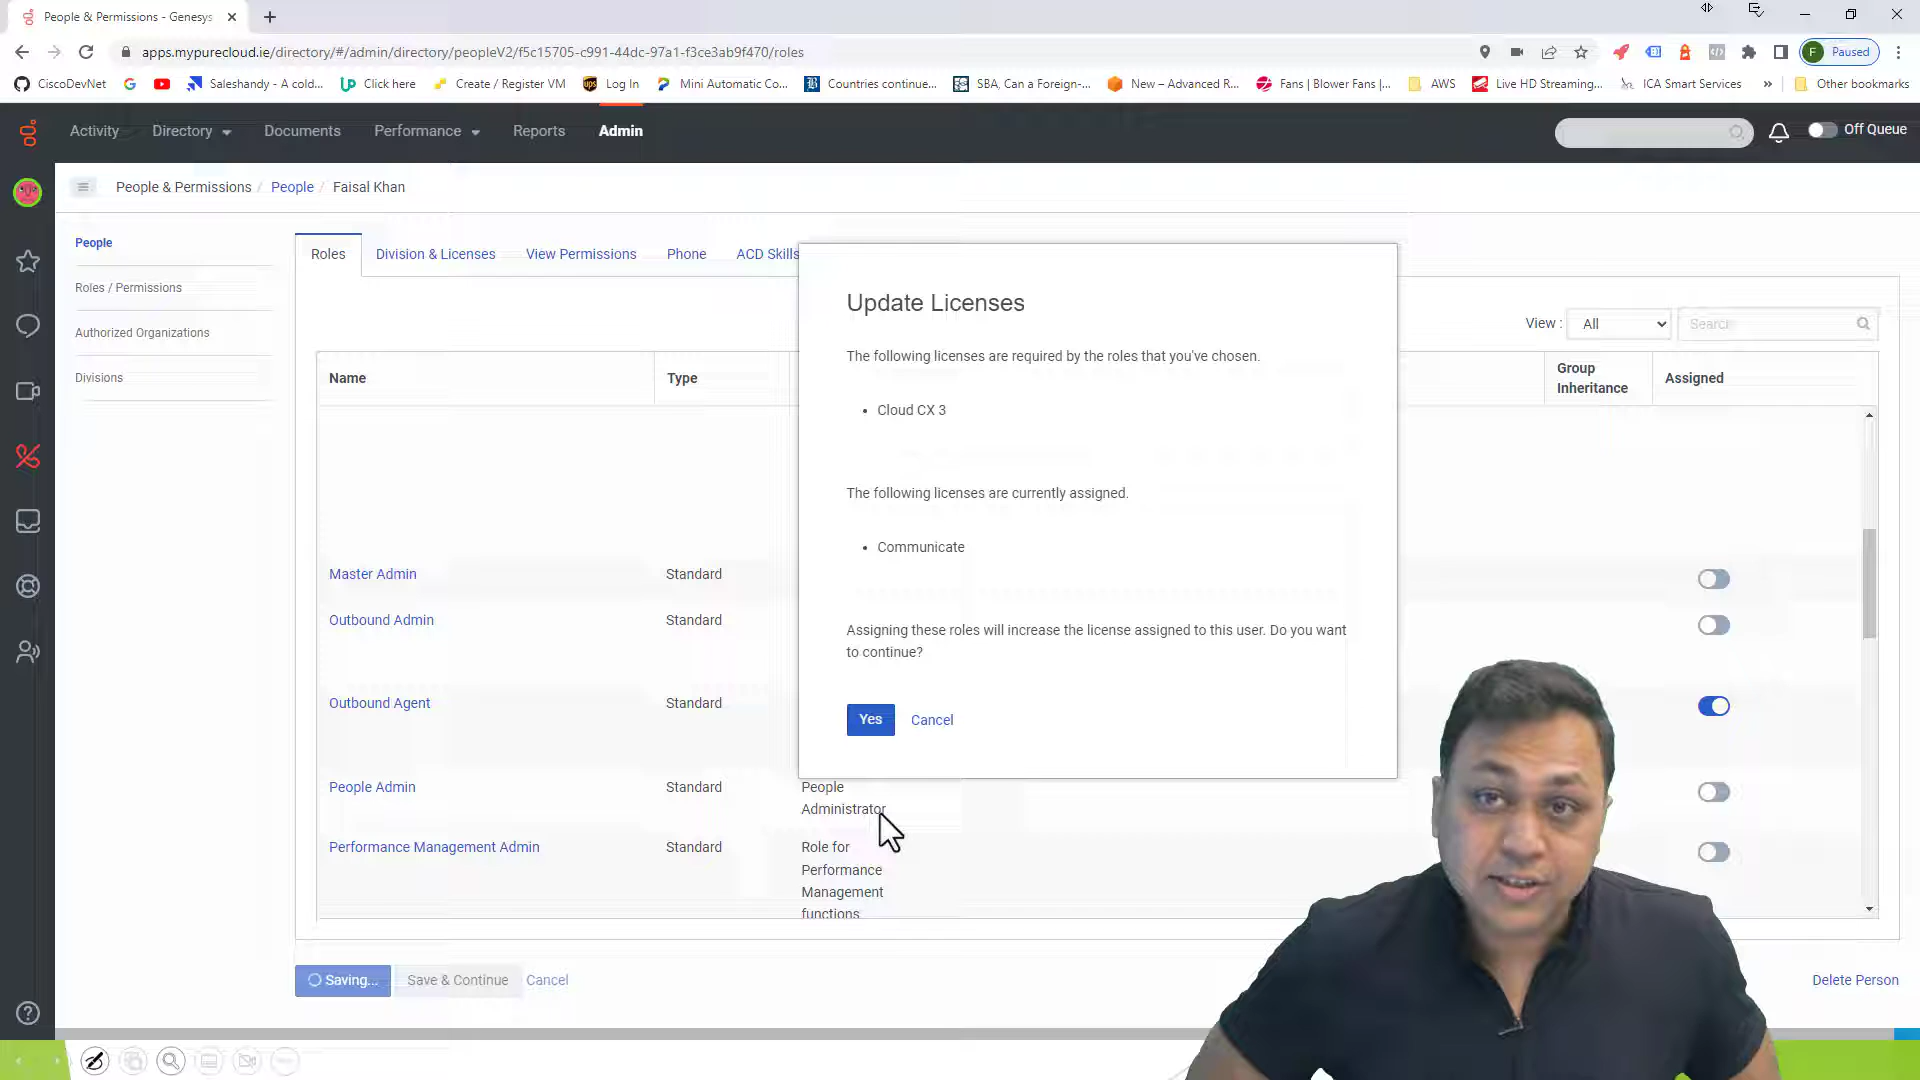 People & Permissions - Genesys
apps.mypurecloud.ie/directory/#/admin/directory/peopleV2/f5c15705-c991-44dc-97a1-f3ce3ab9f470/roles
F Paused
CiscoDevNet
Saleshandy - A cold...
Click here
Create / Register VM
Log In
Mini Automatic Co...
Countries continue...
SBA, Can a Foreign-...
New – Advanced R...
Fans | Blower Fans |...
AWS
Live HD Streaming...
ICA Smart Services
»
Other bookmarks
Activity
Directory
Documents
Performance
Reports
Admin
Off Queue
People & Permissions / People / Faisal Khan
People
Roles / Permissions
Authorized Organizations
Divisions
Roles
Division & Licenses
View Permissions
Phone
ACD Skills
View :
All
Search
Name
Type
Group
Inheritance
Assigned
Update Licenses
The following licenses are required by the roles that you've chosen.
• Cloud CX 3
The following licenses are currently assigned.
• Communicate
Assigning these roles will increase the license assigned to this user. Do you want
to continue?
Yes
Cancel
Master Admin
Standard
Outbound Admin
Standard
Outbound Agent
Standard
People Admin
Standard
People
Administrator
Performance Management Admin
Standard
Role for
Performance
Management
functions
Saving...
Save & Continue
Cancel
Delete Person